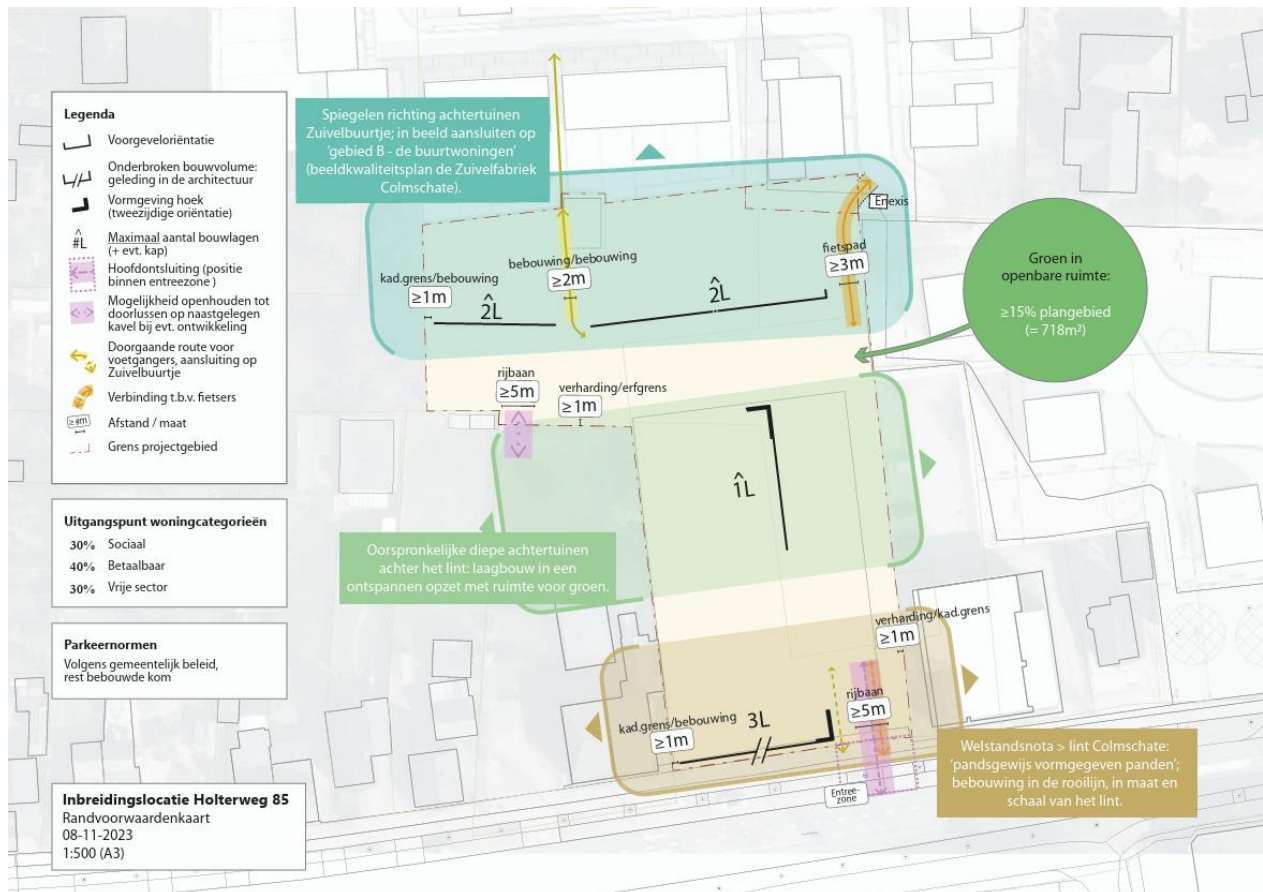 Legenda
Voorgeveloriëntatie
Onderbroken bouwvolume:
geleding in de architectuur
Vormgeving hoek
(tweezijdige oriëntatie)
#L
Maximaal aantal bouwlagen
(+ evt. kap)
Hoofdontsluiting (positie
binnen entreezone )
Mogelijkheid openhouden tot
doorlussen op naastgelegen
kavel bij evt. ontwikkeling
Doorgaande route voor
voetgangers, aansluiting op
Zuivelbuurtje
Verbinding t.b.v. fietsers
≥#m
Afstand / maat
Grens projectgebied
Uitgangspunt woningcategorieën
30% Sociaal
40% Betaalbaar
30% Vrije sector
Parkeernormen
Volgens gemeentelijk beleid,
rest bebouwde kom
Inbreidingslocatie Holterweg 85
Randvoorwaardenkaart
08-11-2023
1:500 (A3)
Spiegelen richting achtertuinen
Zuivelbuurtje; in beeld aansluiten op
'gebied B - de buurtwoningen'
(beeldkwaliteitsplan de Zuivelfabriek
Colmschate).
Enexis
kad.grens/bebouwing
≥1m
bebouwing/bebouwing
≥2m
fietspad
≥3m
2L
2L
Groen in
openbare ruimte:
≥15% plangebied
(= 718m²)
rijbaan
≥5m
verharding/erfgrens
≥1m
1L
Oorspronkelijke diepe achtertuinen
achter het lint: laagbouw in een
ontspannen opzet met ruimte voor groen.
verharding/kad.grens
≥1m
rijbaan
≥5m
kad.grens/bebouwing
≥1m
3L
Entree-
zone
Welstandsnota > lint Colmschate:
'pandsgewijs vormgegeven panden';
bebouwing in de rooilijn, in maat en
schaal van het lint.